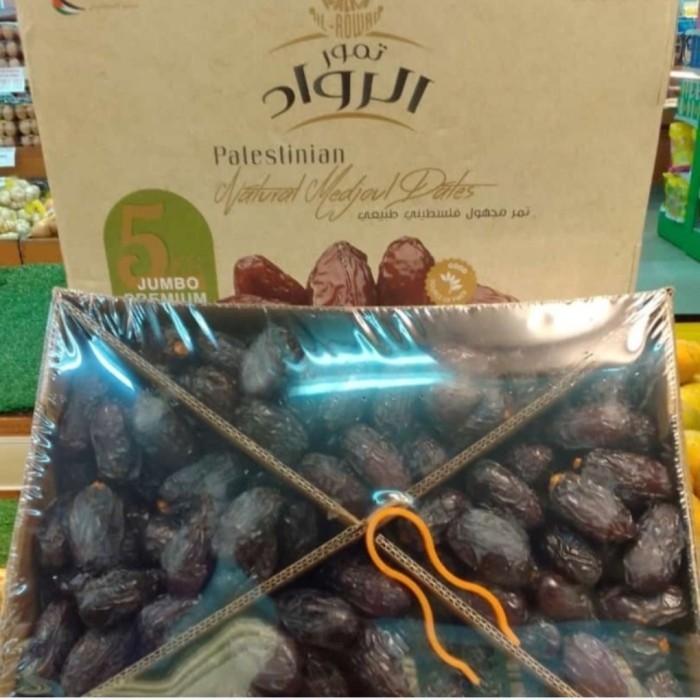 AL-ROWAD
تمور
الرواد
Palestinian
Natural Medjoul Dates
تمر مجهول فلسطيني طبيعي
5
JUMBO
PREMIUM